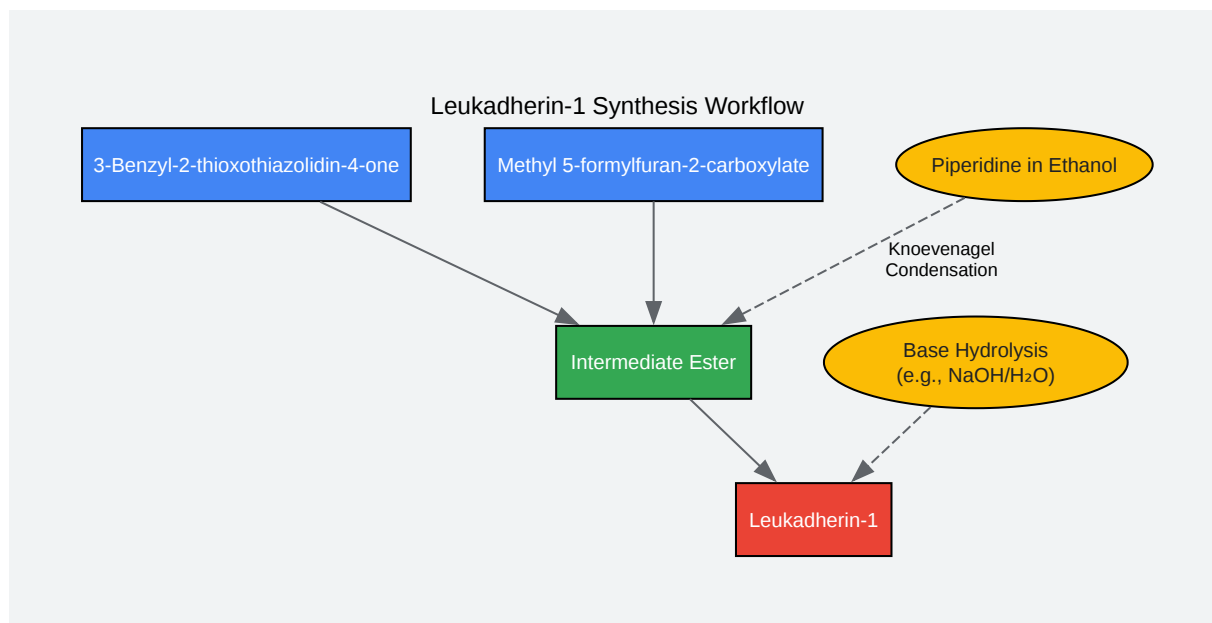 Leukadherin-1 Synthesis Workflow
3-Benzyl-2-thioxothiazolidin-4-one
Methyl 5-formylfuran-2-carboxylate
Piperidine in Ethanol
Knoevenagel
Condensation
Intermediate Ester
Base Hydrolysis
(e.g., NaOH/H₂O)
Leukadherin-1